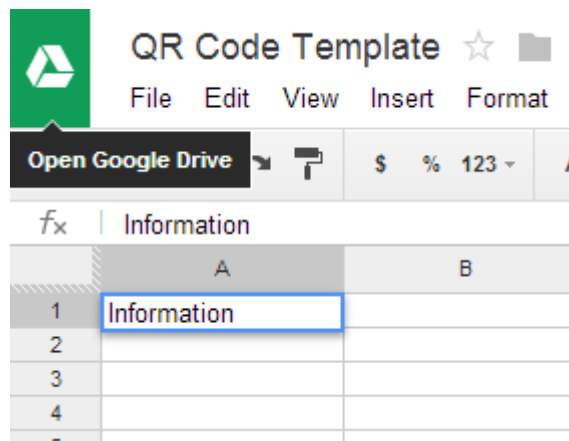 QR Code Template
File Edit View Insert Format
Open Google Drive
$ % 123
fx Information
A B
1 Information
2
3
4